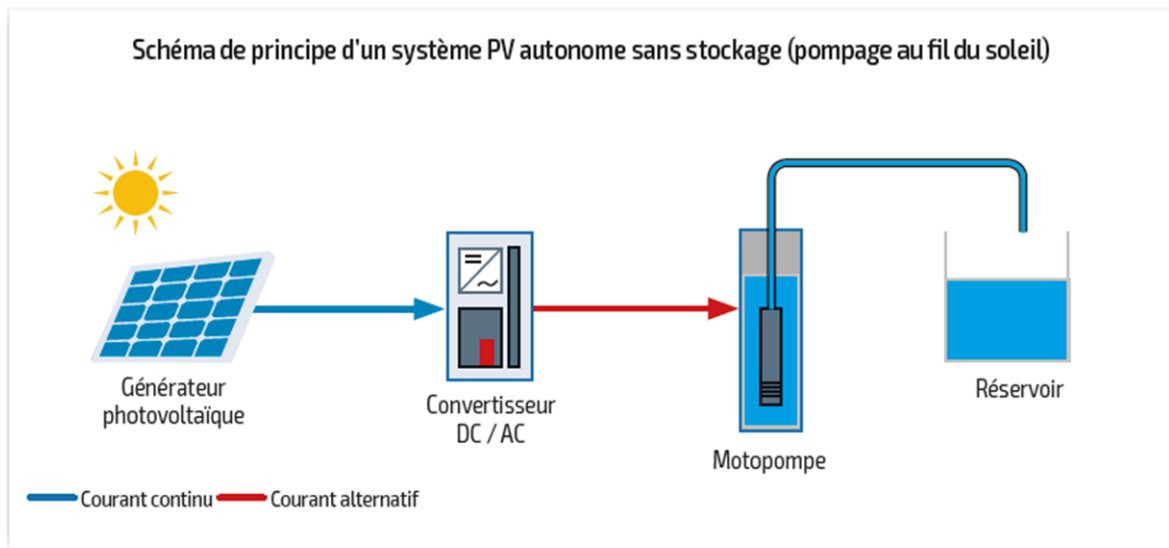 Schéma de principe d'un système PV autonome sans stockage (pompage au fil du soleil)
Générateur
photovoltaïque
Convertisseur
DC / AC
Motopompe
Réservoir
Courant continu
Courant alternatif